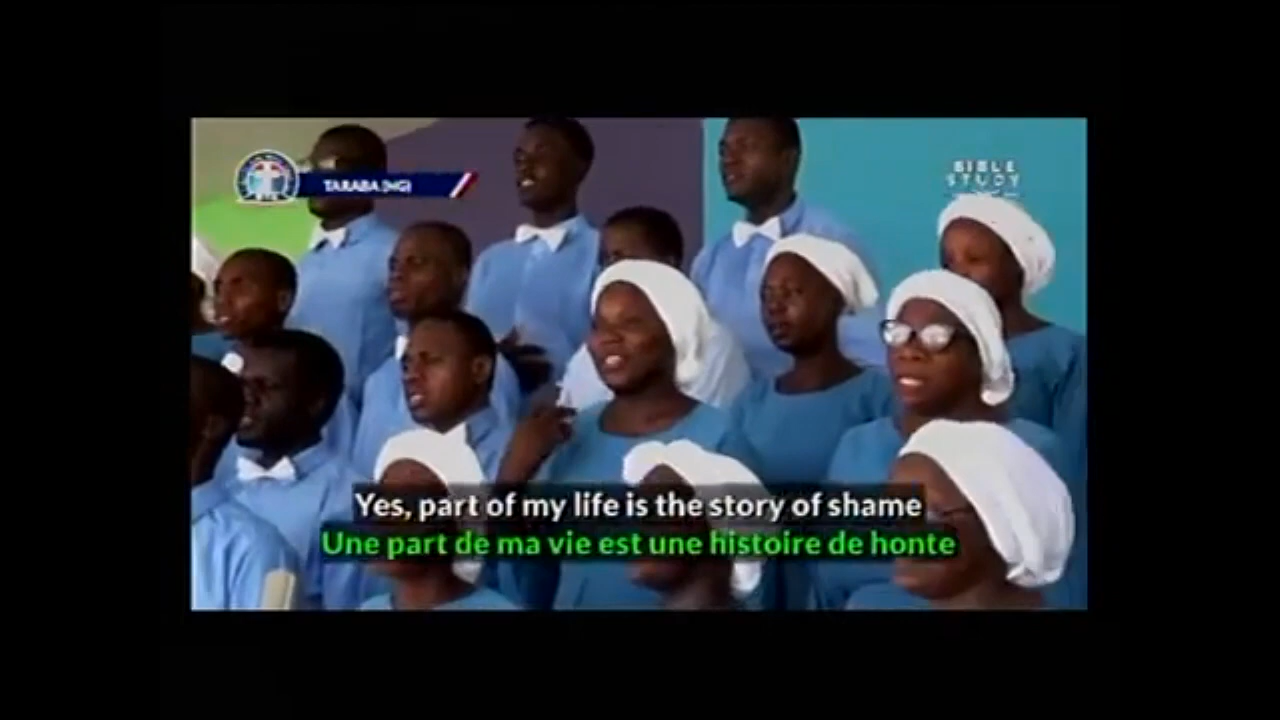 TARABA (HG)
BIBLE
STUDY
Yes, part of my life is the story of shame
Une part de ma vie est une histoire de honte